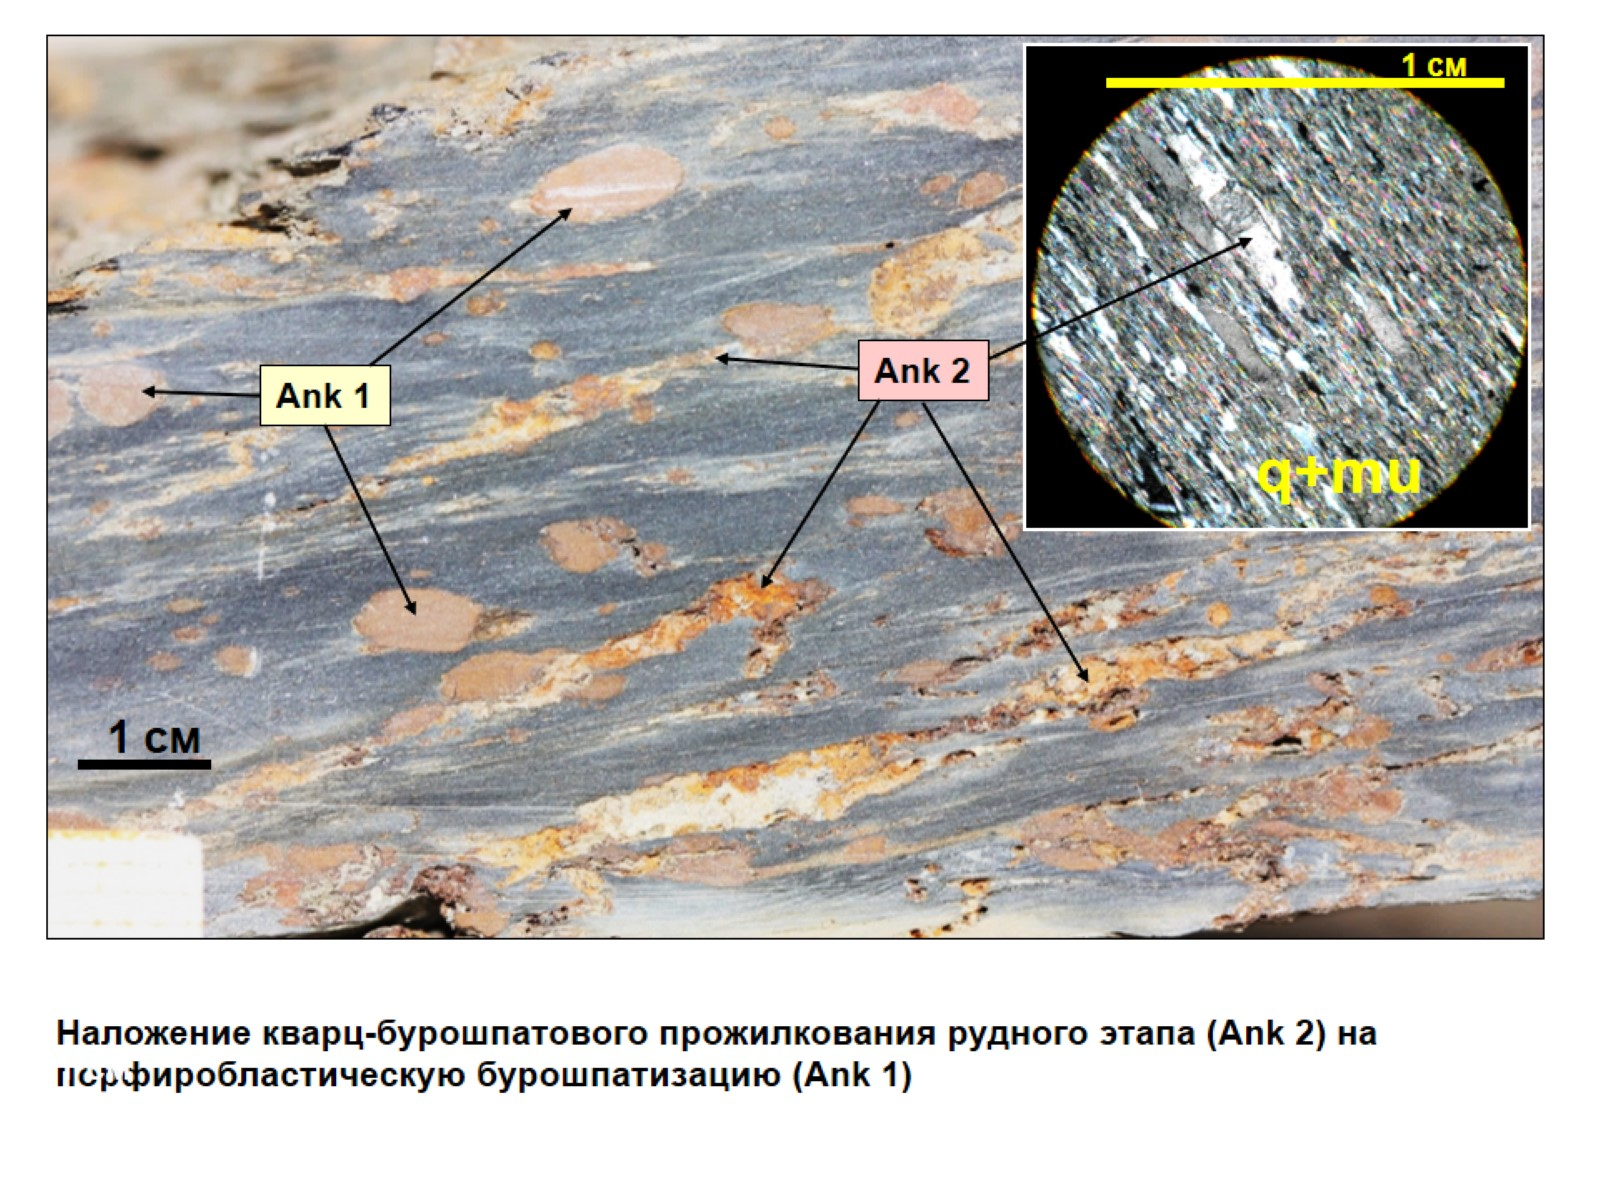 1 см
Ank 2
Ank 1
q+mu
1 см
Наложение кварц-бурошпатового прожилкования рудного этапа (Ank 2) на
порфиробластическую бурошпатизацию (Ank 1)